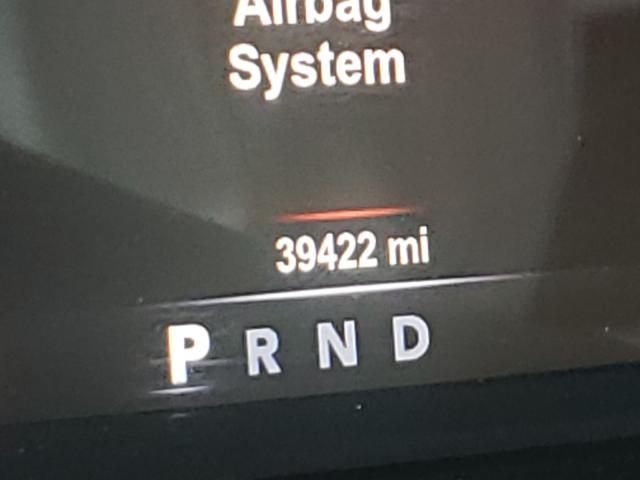 Airbag
System
39422 mi
P R N D